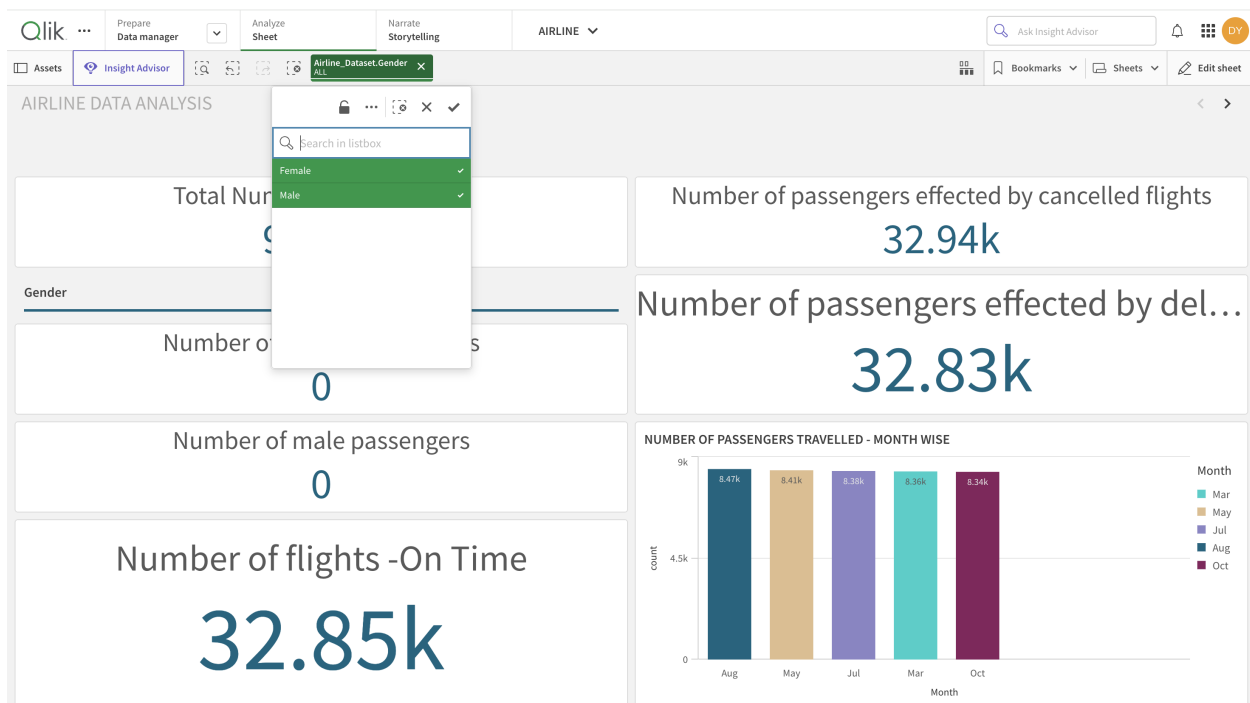 Qlik
Prepare
Data manager
Analyze
Sheet
Narrate
Storytelling
AIRLINE
Ask Insight Advisor
DY
Assets
Insight Advisor
Airline_Dataset.Gender
ALL
Bookmarks
Sheets
Edit sheet
AIRLINE DATA ANALYSIS
Search in listbox
Female
Male
Total
Number of passengers effected by cancelled flights
32.94k
Gender
Number of passengers effected by del...
32.83k
Number
0
Number of male passengers
0
Number of flights -On Time
32.85k
NUMBER OF PASSENGERS TRAVELLED - MONTH WISE
9k
4.5k
0
count
8.47k
8.41k
8.38k
8.36k
8.34k
Aug
May
Jul
Mar
Oct
Month
Month
Mar
May
Jul
Aug
Oct